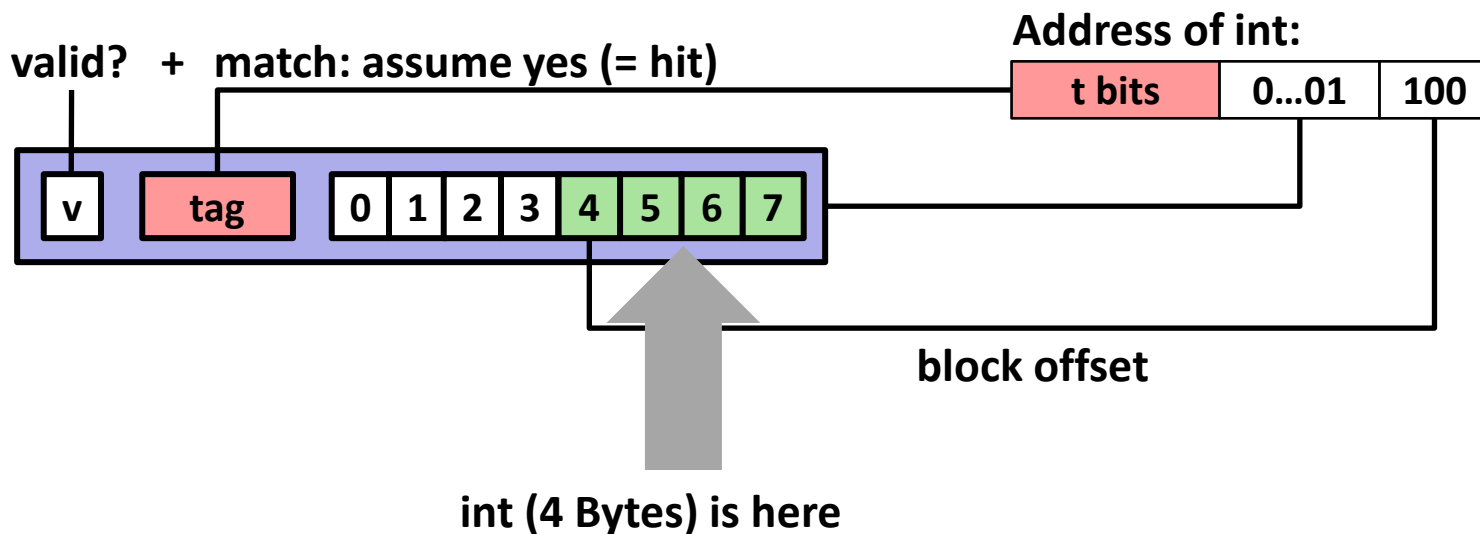 Address of int:
valid? + match: assume yes (= hit)
t bits 0...01 100
v tag 0 1 2 3 4 5 6 7
block offset
int (4 Bytes) is here